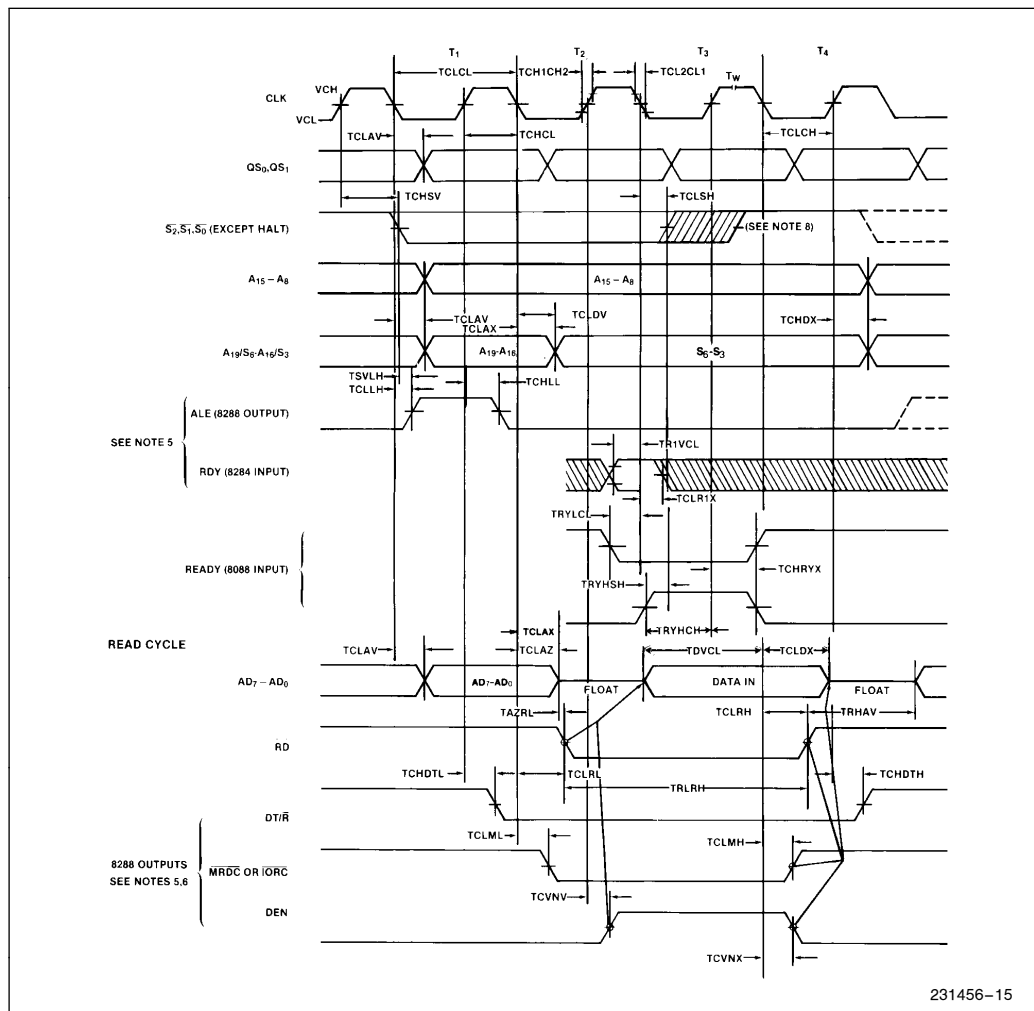 T1 T2 T3 T4
TCLCL TCH1CH2 TCL2CL1 TW
VCH
CLK
VCL
TCLAV TCHCL TCLCH
QS0,QS1
TCHSV TCLSH
S2,S1,S0 (EXCEPT HALT) (SEE NOTE 8)
A15 – A8 A15 – A8
TCLAV TCLDV TCHDX
TCLAX
A19/S6-A16/S3 A19-A16 S6-S3
TSVLH
TCLLH TCHLL
ALE (8288 OUTPUT)
SEE NOTE 5
TR1VCL
RDY (8284 INPUT)
TCLR1X
TRYLCL
READY (8088 INPUT)
TCHRYX
TRYHSH
TRYHCH
READ CYCLE
TCLAX
TCLAV TCLAZ TDVCL TCLDX
AD7 – AD0 AD7-AD0 FLOAT DATA IN FLOAT
TAZRL TCLRH TRHAV
RD
TCHDTL TCLRL TRLRH TCHDTH
DT/R
TCLML TCLMH
8288 OUTPUTS
SEE NOTES 5,6
MRDC OR IORC
TCVNV
DEN
TCVNX
231456–15